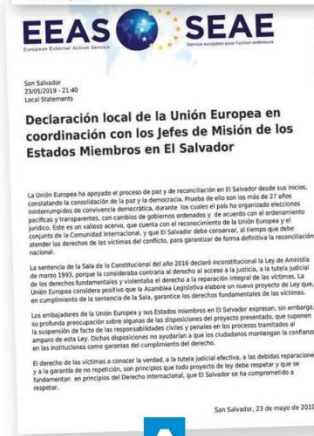 EEAS SEAE
European External Action Service Service européen pour l'action extérieure
San Salvador
23/05/2019 - 21:40
Local Statements
Declaración local de la Unión Europea en
coordinación con los Jefes de Misión de los
Estados Miembros en El Salvador
La Unión Europea ha apoyado el proceso de paz y de reconciliación en El Salvador desde sus inicios,
constatando la consolidación de la paz y la democracia. Prueba de ello son las más de 27 años
ininterrumpidos de convivencia democrática, durante los cuales el país ha organizado elecciones
pacíficas y transparentes, con cambios de gobiernos ordenados y de acuerdo con el ordenamiento
jurídico. Este es un valioso acervo, que cuenta con el reconocimiento de la Unión Europea y el
conjunto de la Comunidad internacional, y que El Salvador debe conservar, al tiempo que debe
atender los derechos de las víctimas del conflicto, para garantizar de forma definitiva la reconciliación
nacional.
La sentencia de la Sala de lo Constitucional del año 2016 declaró inconstitucional la Ley de Amnistía
de marzo 1993, porque la consideraba contraria al derecho al acceso a la justicia, a la tutela judicial
de los derechos fundamentales y violentaba el derecho a la reparación integral de las víctimas. La
Unión Europea considera positivo que la Asamblea Legislativa elabore un nuevo proyecto de Ley que,
en cumplimiento de la sentencia de la Sala, garantice los derechos fundamentales de las víctimas.
Los embajadores de la Unión Europea y sus Estados miembros en El Salvador expresan, sin embargo,
su profunda preocupación sobre algunas de las disposiciones del proyecto presentado, que suponen
la suspensión de facto de las responsabilidades civiles y penales en los procesos tramitados al
amparo de esta Ley. Dichas disposiciones no ayudarían a que los ciudadanos mantengan la confianza
en las instituciones como garantes del cumplimiento del derecho.
El derecho de las víctimas a conocer la verdad, a la tutela judicial efectiva, a las debidas reparaciones
y a la garantía de no repetición, son principios que todo proyecto de ley debe respetar y que se
fundamentan en principios del Derecho internacional, que El Salvador se ha comprometido a
respetar.
San Salvador, 23 de mayo de 2019